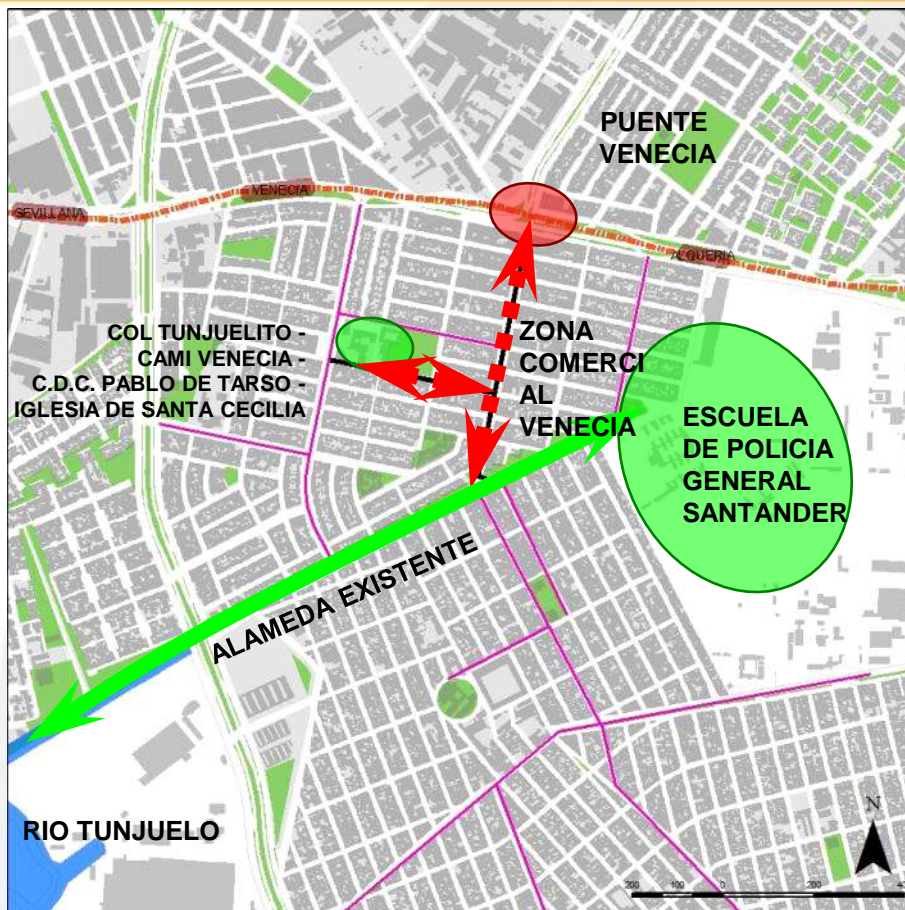 PUENTE
VENECIA
VENECIA
SEVILLANA
ALQUERIA
COL TUNJUELITO -
CAMI VENECIA -
C.D.C. PABLO DE TARSO -
IGLESIA DE SANTA CECILIA
ZONA
COMERCI
AL
VENECIA
ESCUELA
DE POLICIA
GENERAL
SANTANDER
ALAMEDA EXISTENTE
RIO TUNJUELO
N
200 100 0 200